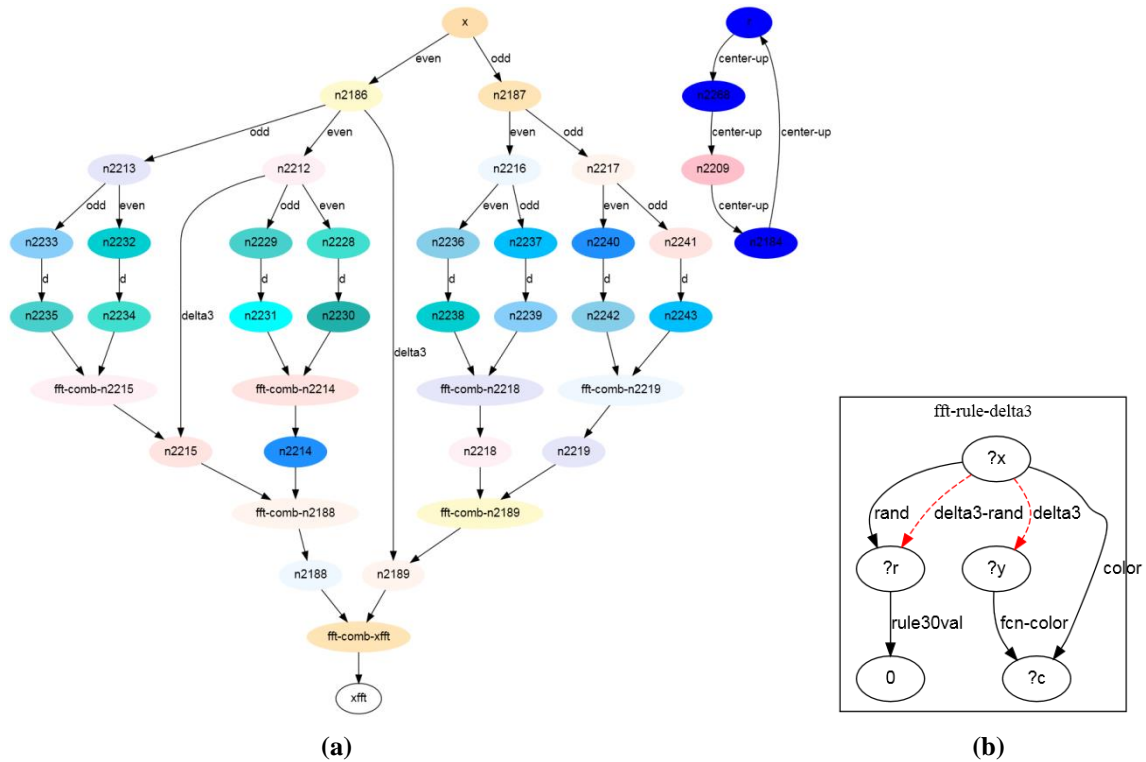 x
even
odd
n2186
n2187
odd
even
even
odd
n2213
n2212
n2216
n2217
odd
even
odd
even
even
odd
even
odd
n2233
n2232
n2229
n2228
n2236
n2237
n2240
n2241
d
d
d
d
d
d
d
d
n2235
n2234
n2231
n2230
n2238
n2239
n2242
n2243
delta3
delta3
fft-comb-n2215
fft-comb-n2214
fft-comb-n2218
fft-comb-n2219
n2215
n2214
n2218
n2219
fft-comb-n2188
fft-comb-n2189
n2188
n2189
fft-comb-xfft
xfft
center-up
n2268
center-up
n2209
center-up
center-up
n2184
(a)
fft-rule-delta3
?x
rand
delta3-rand
delta3
color
?r
?y
rule30val
fcn-color
0
?c
(b)